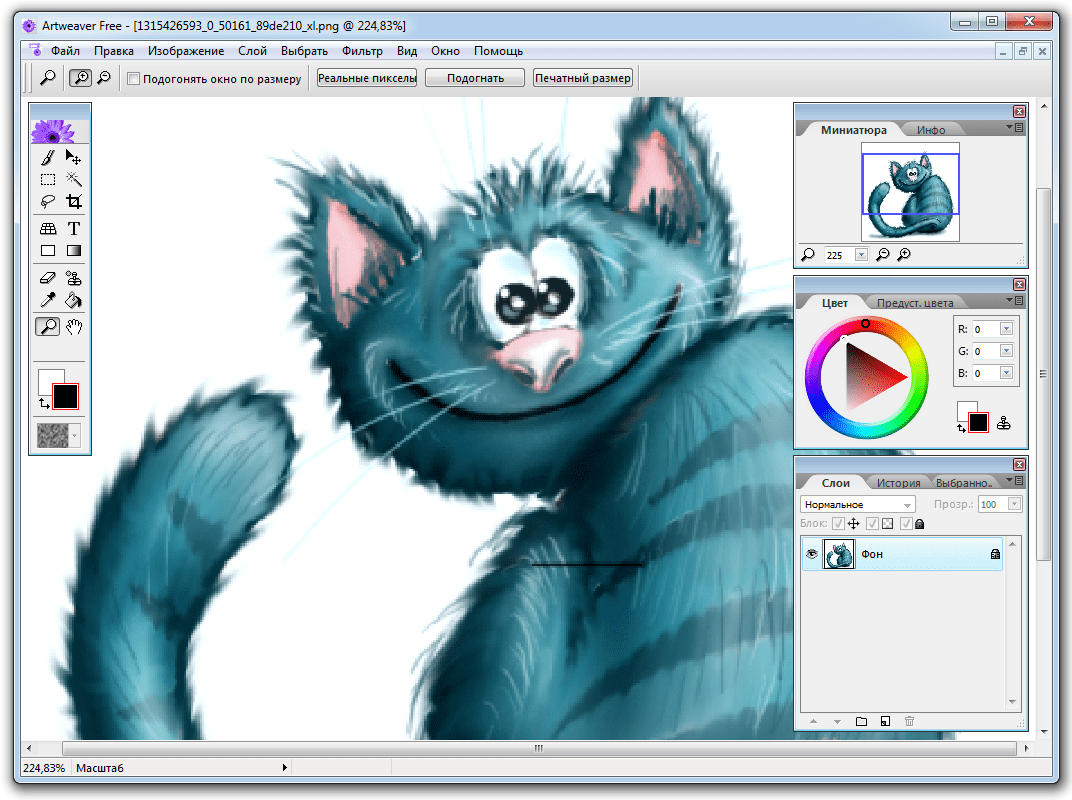 Artweaver Free - [1315426593_0_50161_89de210_xl.png @ 224,83%]
Файл Правка Изображение Слой Выбрать Фильтр Вид Окно Помощь
Подогонять окно по размеру Реальные пикселы Подогнать Печатный размер
Миниатюра Инфо
225
Цвет Предуст. цвета
R: 0
G: 0
B: 0
Слои История Выбранно..
Нормальное Прозр.: 100
Блок:
Фон
224,83% Масштаб